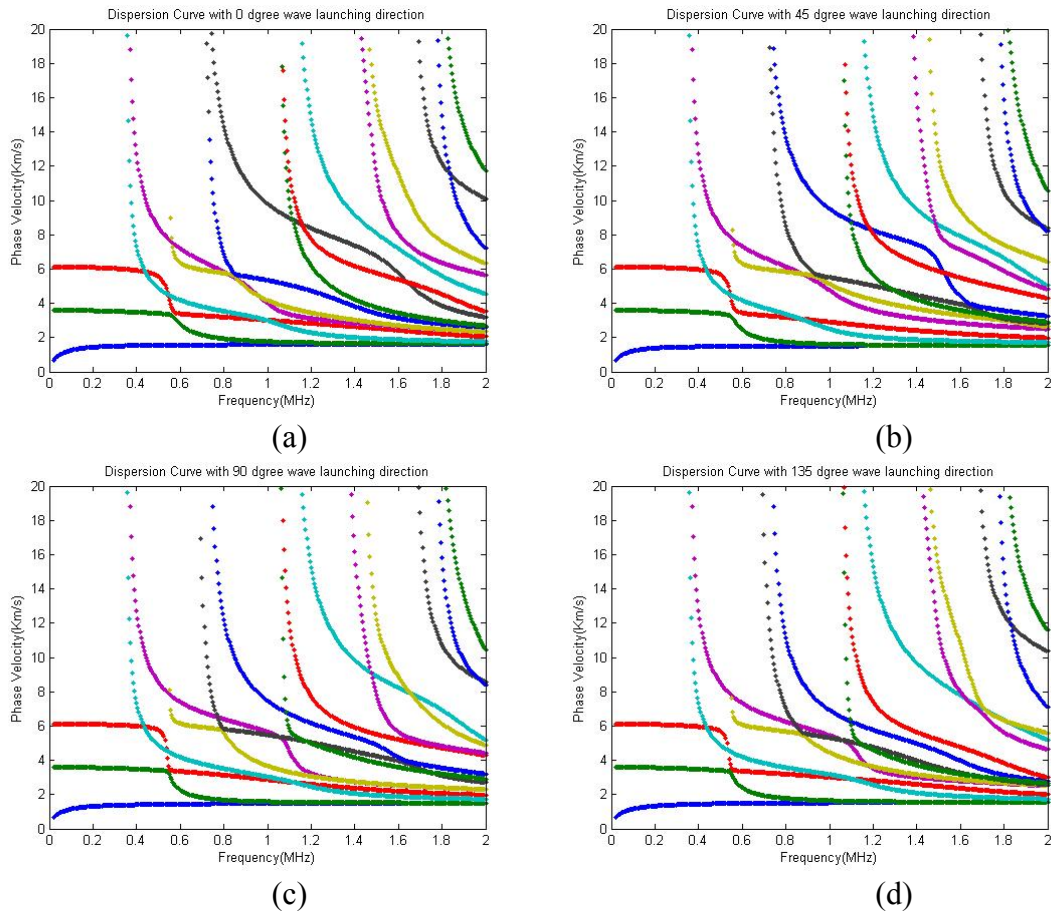 Dispersion Curve with 0 dgree wave launching direction
20
18
16
14
12
10
8
6
4
2
0
Phase Velocity(Km/s)
0 0.2 0.4 0.6 0.8 1 1.2 1.4 1.6 1.8 2
Frequency(MHz)
(a)
Dispersion Curve with 45 dgree wave launching direction
20
18
16
14
12
10
8
6
4
2
0
Phase Velocity(Km/s)
0 0.2 0.4 0.6 0.8 1 1.2 1.4 1.6 1.8 2
Frequency(MHz)
(b)
Dispersion Curve with 90 dgree wave launching direction
20
18
16
14
12
10
8
6
4
2
0
Phase Velocity(Km/s)
0 0.2 0.4 0.6 0.8 1 1.2 1.4 1.6 1.8 2
Frequency(MHz)
(c)
Dispersion Curve with 135 dgree wave launching direction
20
18
16
14
12
10
8
6
4
2
0
Phase Velocity(Km/s)
0 0.2 0.4 0.6 0.8 1 1.2 1.4 1.6 1.8 2
Frequency(MHz)
(d)